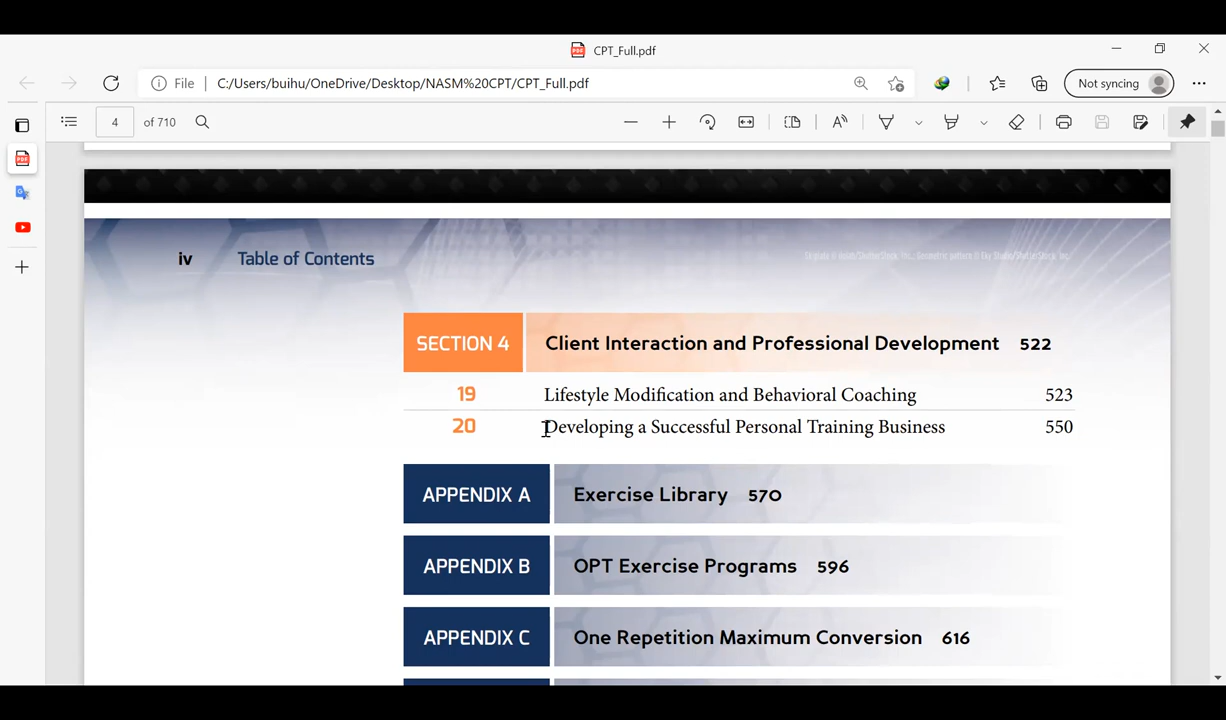 CPT_Full.pdf
File | C:/Users/buihu/OneDrive/Desktop/NASM%20CPT/CPT_Full.pdf
Not syncing
4 of 710
iv Table of Contents
SECTION 4 Client Interaction and Professional Development 522
19 Lifestyle Modification and Behavioral Coaching 523
20 Developing a Successful Personal Training Business 550
APPENDIX A Exercise Library 570
APPENDIX B OPT Exercise Programs 596
APPENDIX C One Repetition Maximum Conversion 616